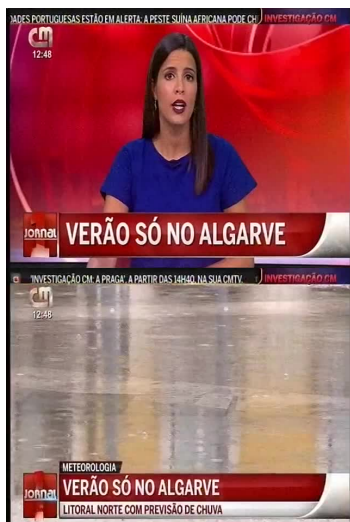 DADES PORTUGUESAS ESTÃO EM ALERTA: A PESTE SUÍNA AFRICANA PODE CH
INVESTIGAÇÃO CM
CM
12:48
Jornal
VERÃO SÓ NO ALGARVE
'INVESTIGAÇÃO CM: A PRAGA', A PARTIR DAS 14H40, NA SUA CMTV.
INVESTIGAÇÃO CM
CM
12:48
METEOROLOGIA
Jornal
VERÃO SÓ NO ALGARVE
LITORAL NORTE COM PREVISÃO DE CHUVA